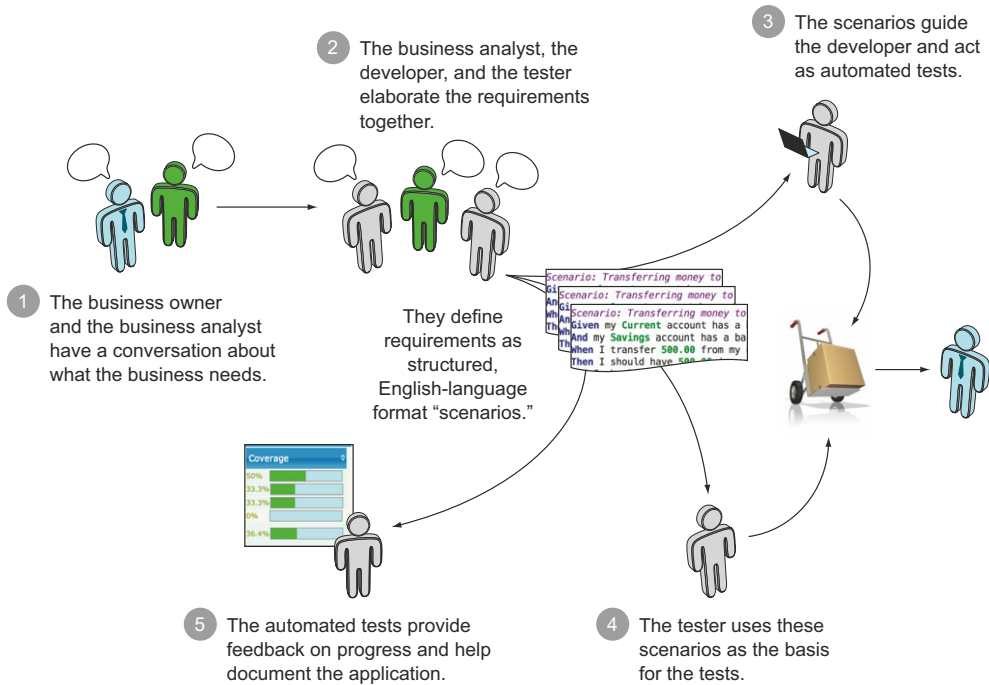 1
The business owner
and the business analyst
have a conversation about
what the business needs.
2
The business analyst, the
developer, and the tester
elaborate the requirements
together.
They define
requirements as
structured,
English-language
format “scenarios.”
Scenario: Transferring money to
Scenario: Transferring money to
Scenario: Transferring money to
Given my Current account has a
And my Savings account has a ba
When I transfer 500.00 from my
Then I should have 500.00
3
The scenarios guide
the developer and act
as automated tests.
4
The tester uses these
scenarios as the basis
for the tests.
Coverage
50%
33.3%
33.3%
0%
36.4%
5
The automated tests provide
feedback on progress and help
document the application.